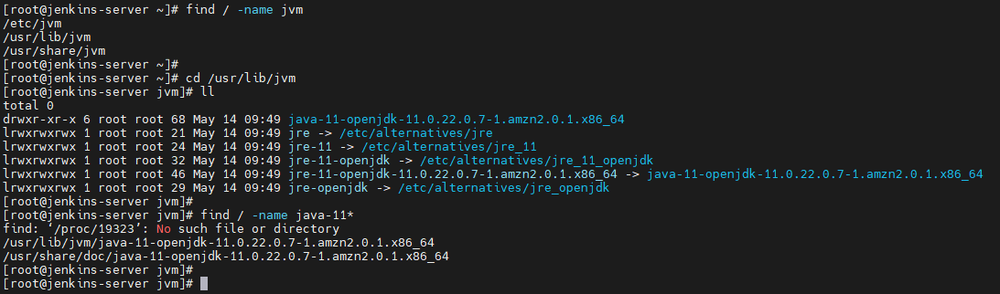 [root@jenkins-server ~]# find / -name jvm
/etc/jvm
/usr/lib/jvm
/usr/share/jvm
[root@jenkins-server ~]#
[root@jenkins-server ~]# cd /usr/lib/jvm
[root@jenkins-server jvm]# ll
total 0
drwxr-xr-x 6 root root 68 May 14 09:49 java-11-openjdk-11.0.22.0.7-1.amzn2.0.1.x86_64
lrwxrwxrwx 1 root root 21 May 14 09:49 jre -> /etc/alternatives/jre
lrwxrwxrwx 1 root root 24 May 14 09:49 jre-11 -> /etc/alternatives/jre_11
lrwxrwxrwx 1 root root 32 May 14 09:49 jre-11-openjdk -> /etc/alternatives/jre_11_openjdk
lrwxrwxrwx 1 root root 46 May 14 09:49 jre-11-openjdk-11.0.22.0.7-1.amzn2.0.1.x86_64 -> java-11-openjdk-11.0.22.0.7-1.amzn2.0.1.x86_64
lrwxrwxrwx 1 root root 29 May 14 09:49 jre-openjdk -> /etc/alternatives/jre_openjdk
[root@jenkins-server jvm]#
[root@jenkins-server jvm]# find / -name java-11*
find: ‘/proc/19323’: No such file or directory
/usr/lib/jvm/java-11-openjdk-11.0.22.0.7-1.amzn2.0.1.x86_64
/usr/share/doc/java-11-openjdk-11.0.22.0.7-1.amzn2.0.1.x86_64
[root@jenkins-server jvm]#
[root@jenkins-server jvm]#